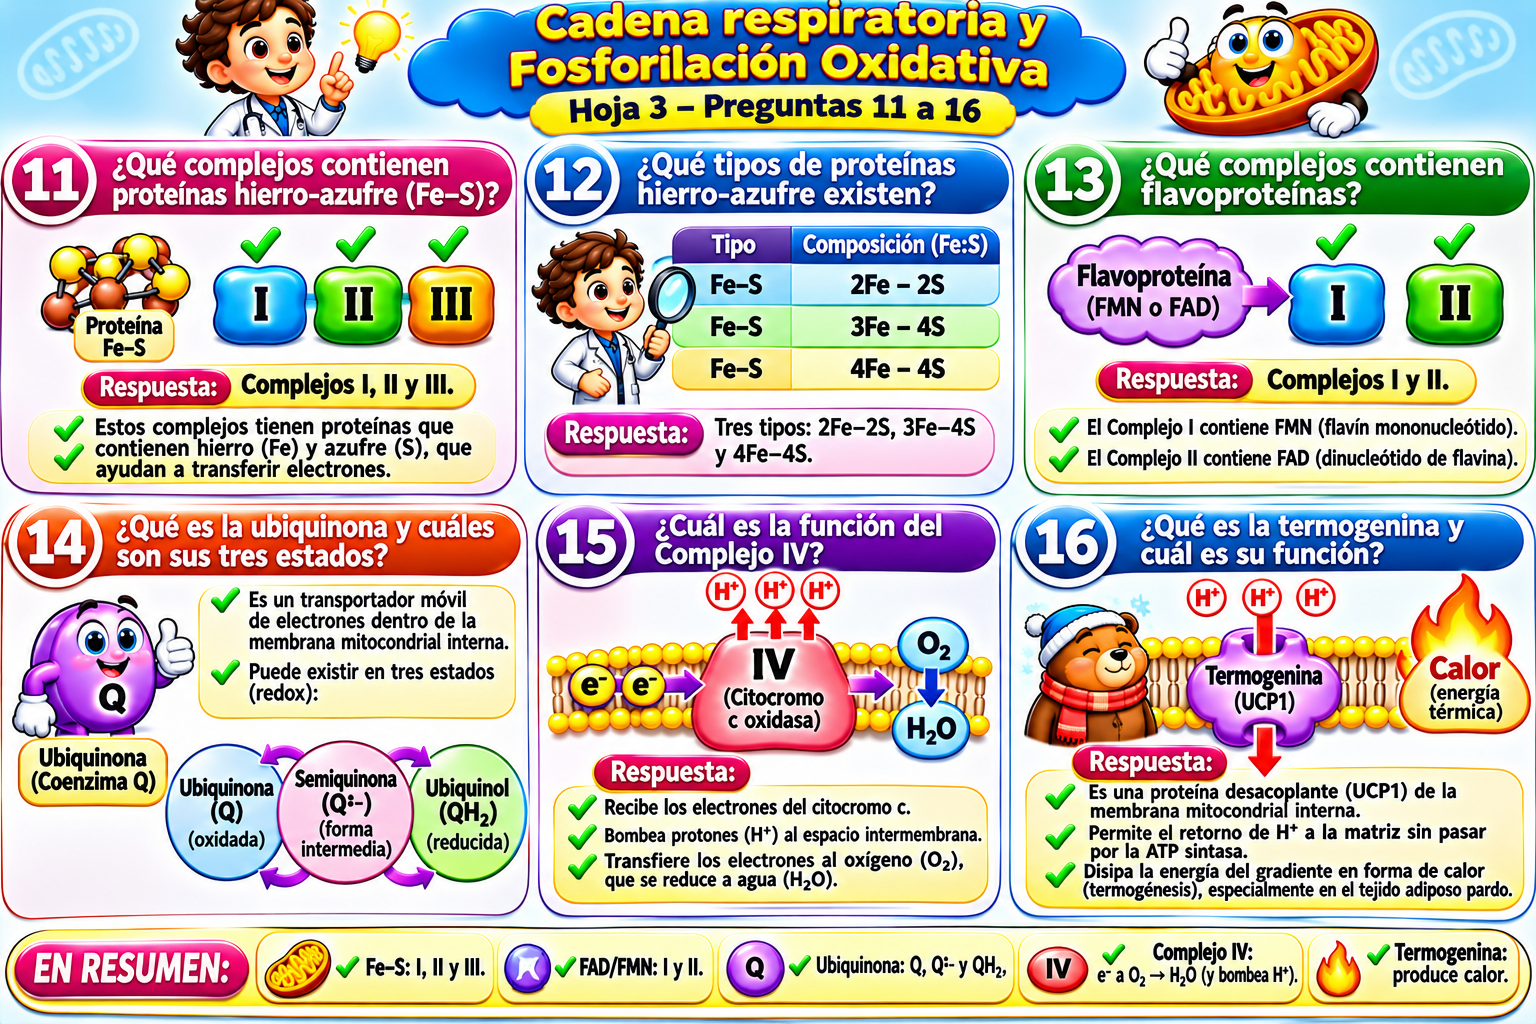 Cadena respiratoria y
Fosforilación Oxidativa
Hoja 3 – Preguntas 11 a 16
11
¿Qué complejos contienen
proteínas hierro-azufre (Fe–S)?
Proteína
Fe–S
I
II
III
Respuesta: Complejos I, II y III.
Estos complejos tienen proteínas que
contienen hierro (Fe) y azufre (S), que
ayudan a transferir electrones.
12
¿Qué tipos de proteínas
hierro-azufre existen?
Tipo Composición (Fe:S)
Fe–S 2Fe – 2S
Fe–S 3Fe – 4S
Fe–S 4Fe – 4S
Respuesta: Tres tipos: 2Fe–2S, 3Fe–4S
y 4Fe–4S.
13
¿Qué complejos contienen
flavoproteínas?
Flavoproteína
(FMN o FAD)
I
II
Respuesta: Complejos I y II.
El Complejo I contiene FMN (flavín mononucleótido).
El Complejo II contiene FAD (dinucleótido de flavina).
14
¿Qué es la ubiquinona y cuáles
son sus tres estados?
Q
Ubiquinona
(Coenzima Q)
Es un transportador móvil
de electrones dentro de la
membrana mitocondrial interna.
Puede existir en tres estados
(redox):
Ubiquinona
(Q)
(oxidada)
Semiquinona
(Q:-)
(forma
intermedia)
Ubiquinol
(QH₂)
(reducida)
15
¿Cuál es la función del
Complejo IV?
H⁺ H⁺ H⁺
e⁻ e⁻
IV
(Citocromo
c oxidasa)
O₂
H₂O
Respuesta:
Recibe los electrones del citocromo c.
Bombea protones (H⁺) al espacio intermembrana.
Transfiere los electrones al oxígeno (O₂),
que se reduce a agua (H₂O).
16
¿Qué es la termogenina y
cuál es su función?
H⁺ H⁺ H⁺
Termogenina
(UCP1)
Calor
(energía
térmica)
Respuesta:
Es una proteína desacoplante (UCP1) de la
membrana mitocondrial interna.
Permite el retorno de H⁺ a la matriz sin pasar
por la ATP sintasa.
Disipa la energía del gradiente en forma de calor
(termogénesis), especialmente en el tejido adiposo pardo.
EN RESUMEN:
Fe–S: I, II y III.
FAD/FMN: I y II.
Q
Ubiquinona: Q, Q:- y QH₂,
IV
Complejo IV:
e⁻ a O₂ → H₂O (y bombea H⁺).
Termogenina:
produce calor.